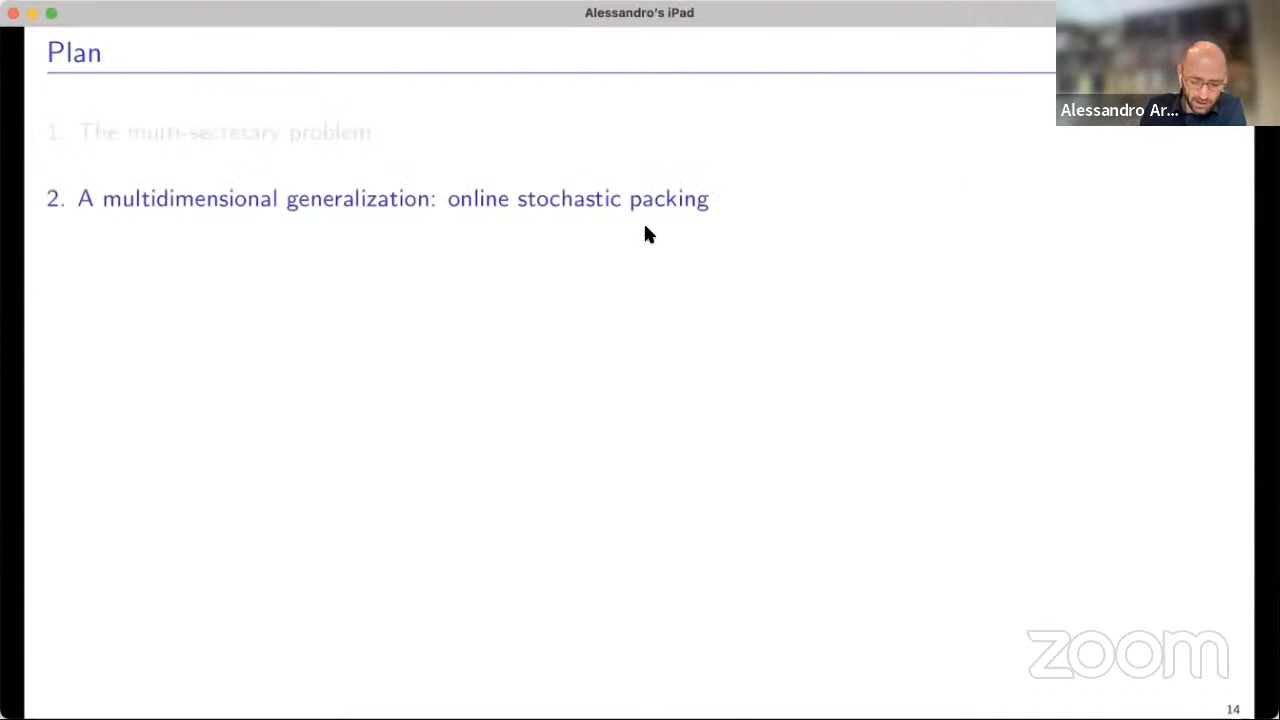 Alessandro's iPad
Plan
Alessandro Ar...
1. The multi-secretary problem
2. A multidimensional generalization: online stochastic packing
zoom
14